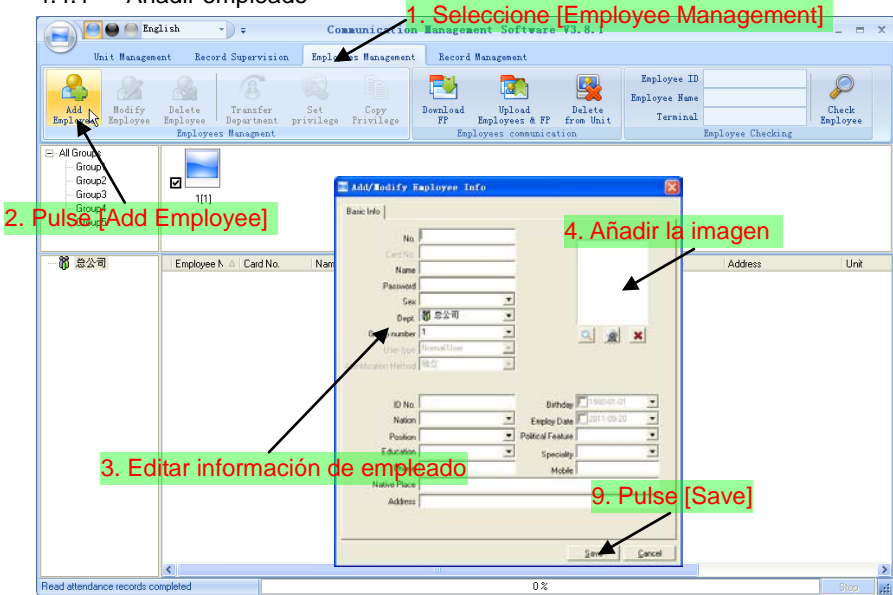 4.4.1 Añadir empleado
1. Seleccione [Employee Management]
English
Communication Management Software V3.8.1
Unit Management Record Supervision Employees Management Record Management
Add Employee
Modify Employee
Delete Employee
Transfer Department
Set privilege
Copy Privilege
Employees Managment
Download FP
Upload Employees & FP
Delete from Unit
Employees communication
Employee ID
Employee Name
Terminal
Check Employee
Employee Checking
All Groups
Group1
Group2
Group3
Group4
Group5
1[1]
2. Pulse [Add Employee]
总公司
Employee N Card No. Nam Address Unit
Add/Modify Employee Info
Basic Info
No.
Card No.
Name
Password
Sex
Dept. 总公司
number 1
User type Normal User
Method 独立
4. Añadir la imagen
ID No. Birthday 1980-01-01
Nation Employ Date 2011-09-20
Position Political Feature
Education Speciality
Mobile
3. Editar información de empleado
Native Place
9. Pulse [Save]
Address
Save Cancel
Read attendance records completed 0 % Stop